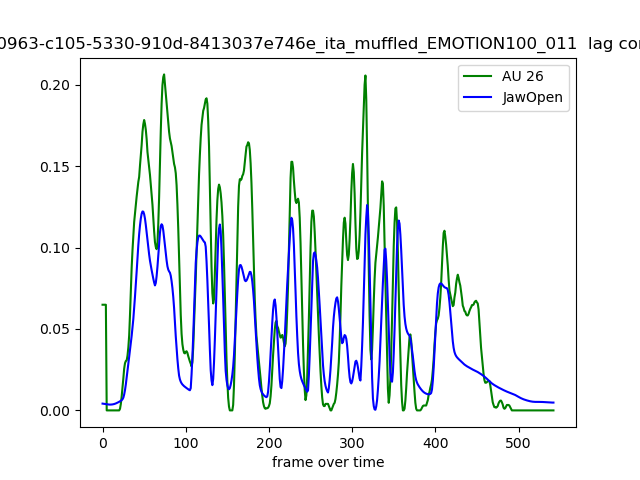 0963-c105-5330-910d-8413037e746e_ita_muffled_EMOTION100_011  lag
AU 26
JawOpen
0.20
0.15
0.10
0.05
0.00
0 100 200 300 400 500
frame over time